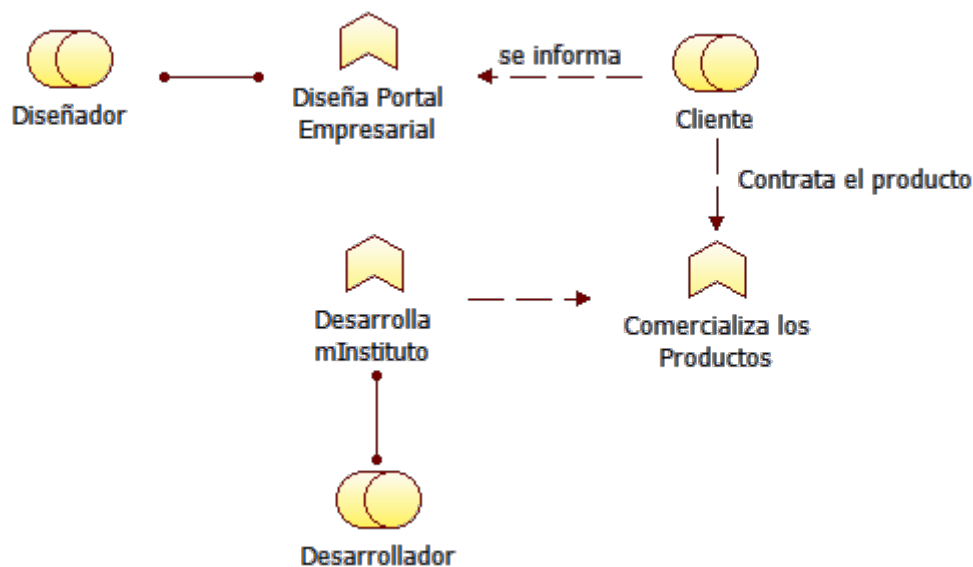 se informa
Diseñador
Diseña Portal
Empresarial
Cliente
Contrata el producto
Desarrolla
mInstituto
Comercializa los
Productos
Desarrollador